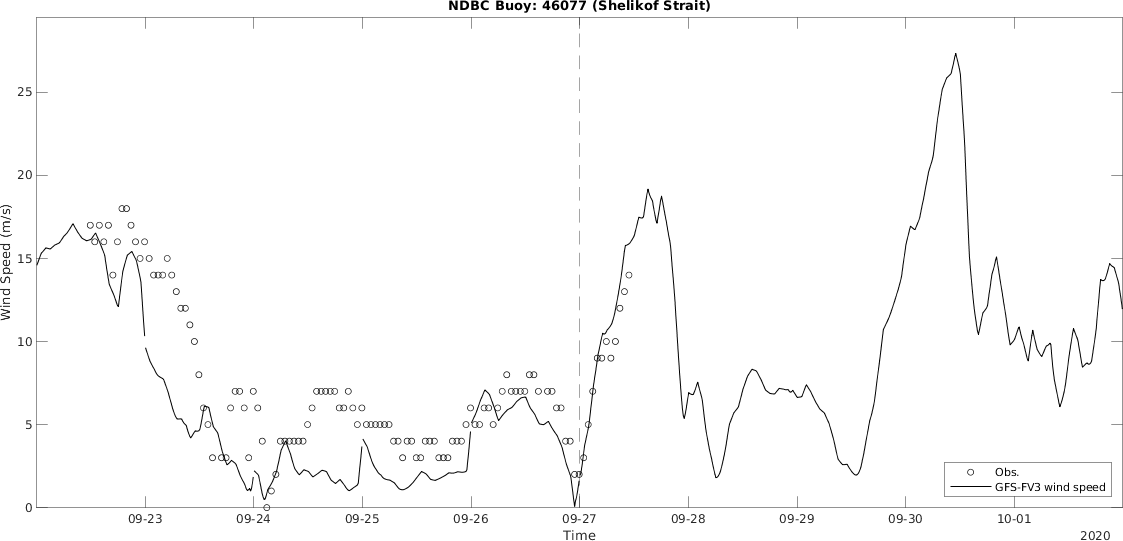 NDBC Buoy: 46077 (Shelikof Strait)
Wind Speed (m/s)
25
20
15
10
5
0
Obs.
GFS-FV3 wind speed
09-23 09-24 09-25 09-26 09-27 09-28 09-29 09-30 10-01
Time
2020